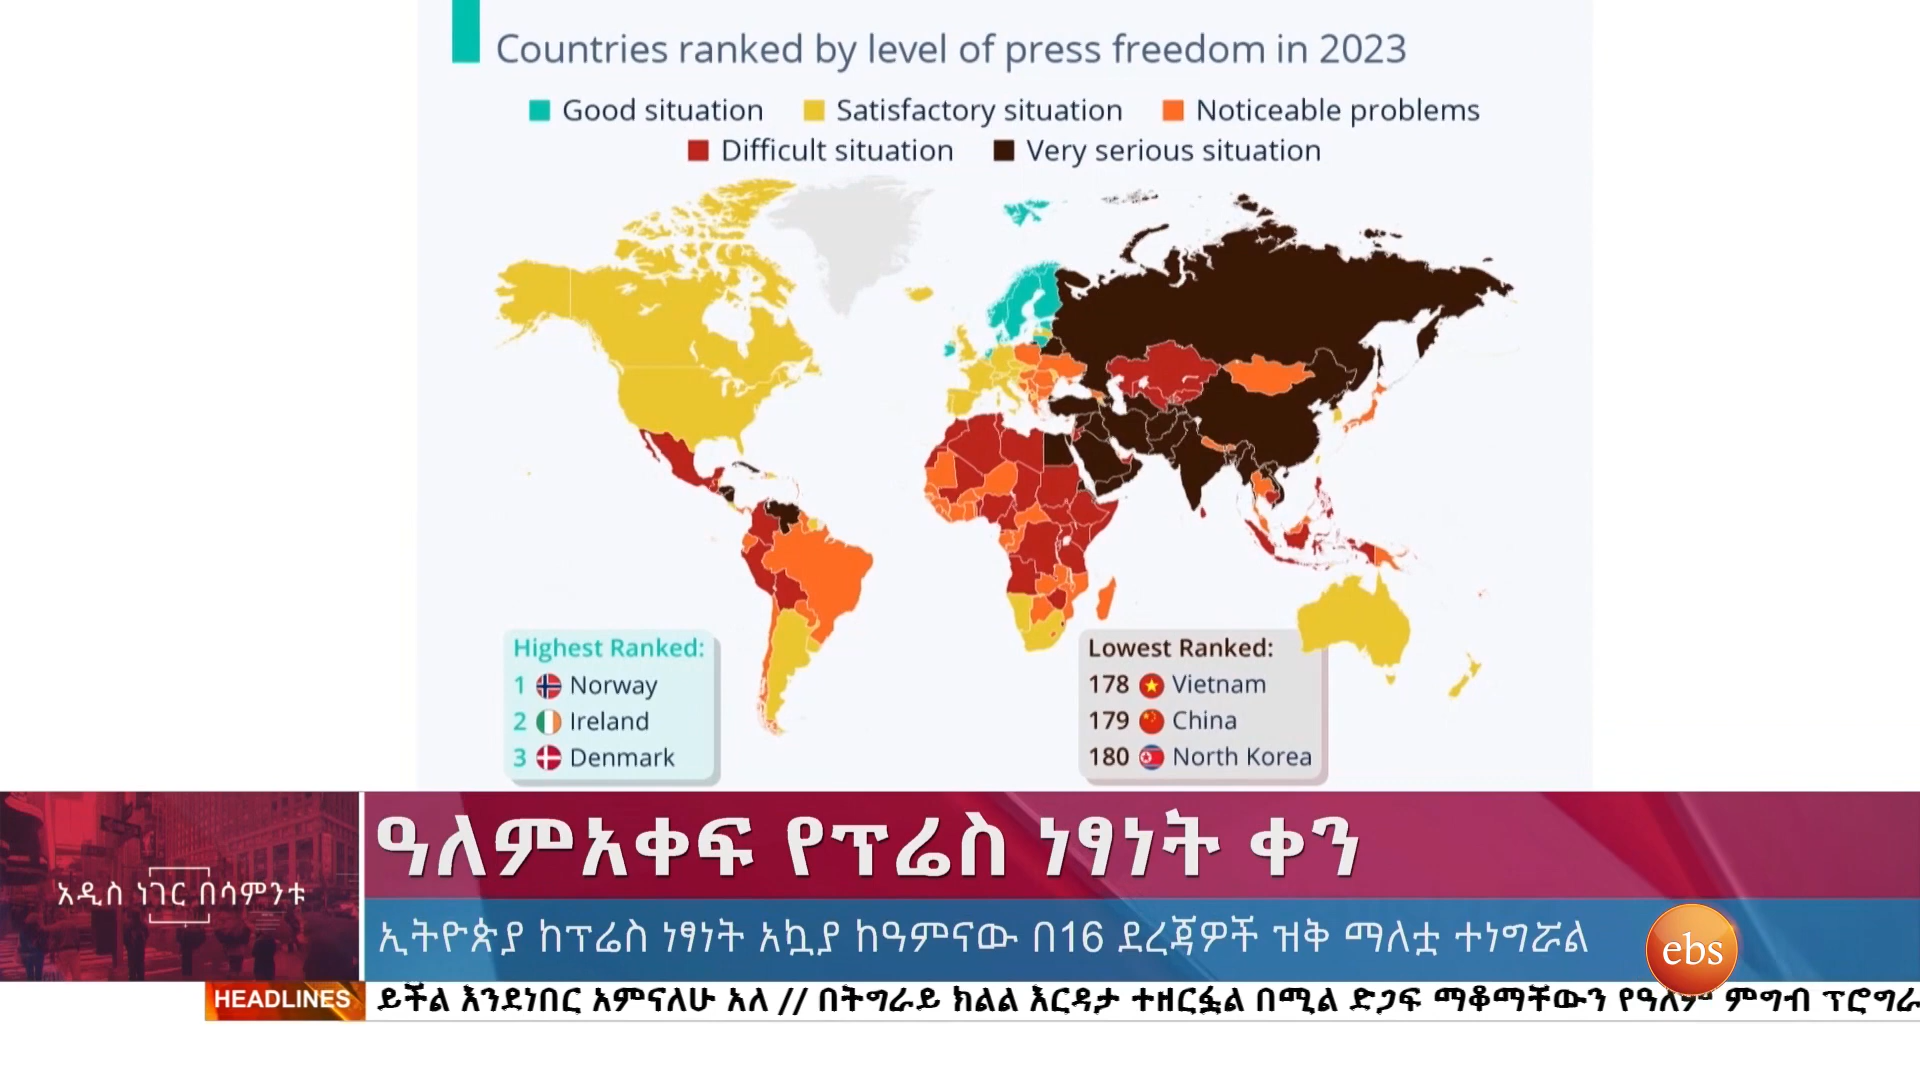 Countries ranked by level of press freedom in 2023
Good situation Satisfactory situation Noticeable problems
Difficult situation Very serious situation
Highest Ranked:
1 Norway
2 Ireland
3 Denmark
Lowest Ranked:
178 Vietnam
179 China
180 North Korea
ዓለምአቀፍ የፕሬስ ነፃነት ቀን
አዲስ ነገር በሳምንቱ
ኢትዮጵያ ከፕሬስ ነፃነት አኳያ ከዓምናው በ16 ደረጃዎች ዝቅ ማለቷ ተነግሯል
ebs
HEADLINES ይችል እንደነበር አምናለሁ አለ // በትግራይ ክልል እርዳታ ተዘርፏል በሚል ድጋፍ ማቆማቸውን የዓለም ምግብ ፕሮግራ